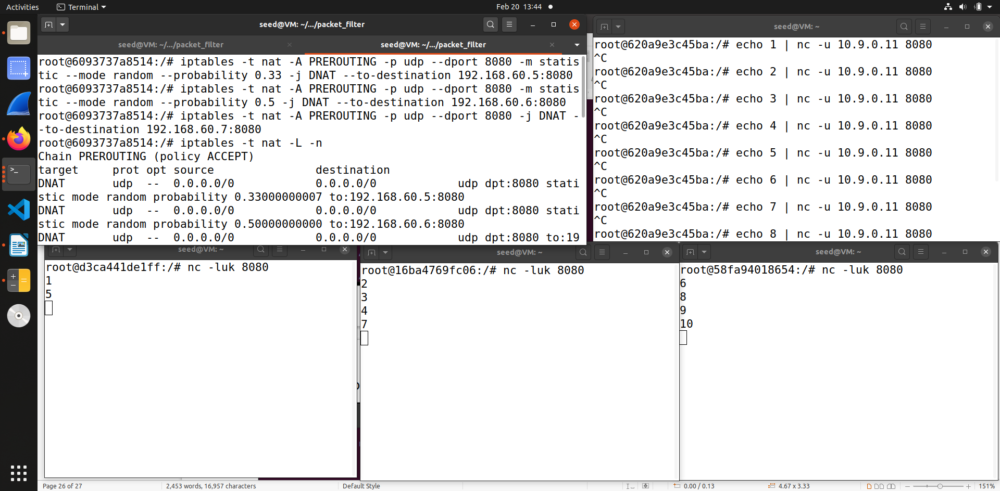 Activities
Terminal
Feb 20 13:44
seed@VM: ~/.../packet_filter
seed@VM: ~/.../packet_filter
seed@VM: ~/.../packet_filter
root@6093737a8514:/# iptables -t nat -A PREROUTING -p udp --dport 8080 -m statis
tic --mode random --probability 0.33 -j DNAT --to-destination 192.168.60.5:8080
root@6093737a8514:/# iptables -t nat -A PREROUTING -p udp --dport 8080 -m statis
tic --mode random --probability 0.5 -j DNAT --to-destination 192.168.60.6:8080
root@6093737a8514:/# iptables -t nat -A PREROUTING -p udp --dport 8080 -j DNAT -
-to-destination 192.168.60.7:8080
root@6093737a8514:/# iptables -t nat -L -n
Chain PREROUTING (policy ACCEPT)
target     prot opt source               destination
DNAT       udp  --  0.0.0.0/0            0.0.0.0/0            udp dpt:8080 stati
stic mode random probability 0.33000000007 to:192.168.60.5:8080
DNAT       udp  --  0.0.0.0/0            0.0.0.0/0            udp dpt:8080 stati
stic mode random probability 0.50000000000 to:192.168.60.6:8080
DNAT       udp  --  0.0.0.0/0            0.0.0.0/0            udp dpt:8080 to:19
seed@VM: ~
root@620a9e3c45ba:/# echo 1 | nc -u 10.9.0.11 8080
^C
root@620a9e3c45ba:/# echo 2 | nc -u 10.9.0.11 8080
^C
root@620a9e3c45ba:/# echo 3 | nc -u 10.9.0.11 8080
^C
root@620a9e3c45ba:/# echo 4 | nc -u 10.9.0.11 8080
^C
root@620a9e3c45ba:/# echo 5 | nc -u 10.9.0.11 8080
^C
root@620a9e3c45ba:/# echo 6 | nc -u 10.9.0.11 8080
^C
root@620a9e3c45ba:/# echo 7 | nc -u 10.9.0.11 8080
^C
root@620a9e3c45ba:/# echo 8 | nc -u 10.9.0.11 8080
seed@VM: ~
root@d3ca441de1ff:/# nc -luk 8080
1
5
seed@VM: ~
root@16ba4769fc06:/# nc -luk 8080
2
3
4
7
seed@VM: ~
root@58fa94018654:/# nc -luk 8080
6
8
9
10
Page 26 of 27
2,453 words, 16,957 characters
Default Style
0.00 / 0.13
4.67 x 3.33
151%